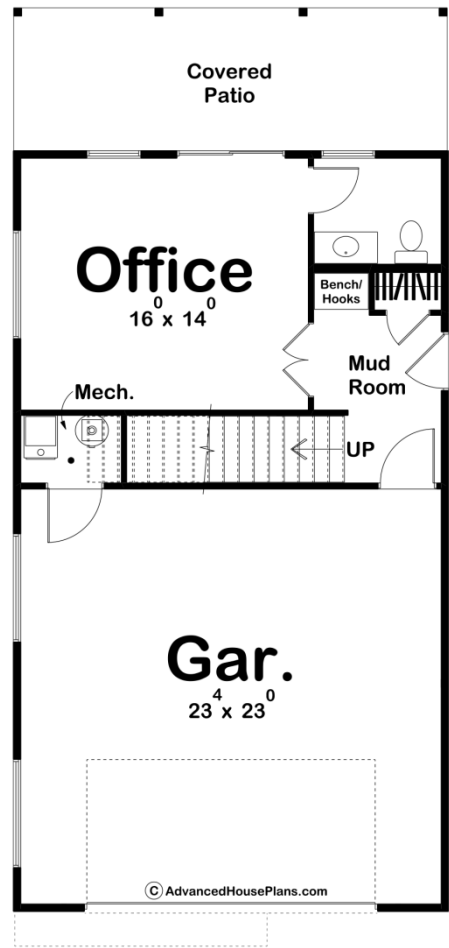 Covered
Patio
Office
16⁰ x 14⁰
Bench/
Hooks
Mud
Room
Mech.
UP
Gar.
23⁴ x 23⁰
© AdvancedHousePlans.com